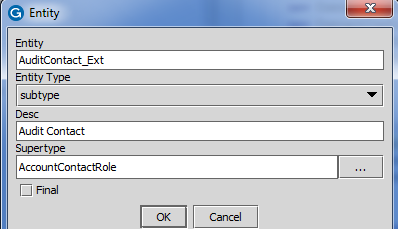 Entity
Entity
AuditContact_Ext
Entity Type
subtype
Desc
Audit Contact
Supertype
AccountContactRole
...
Final
OK
Cancel